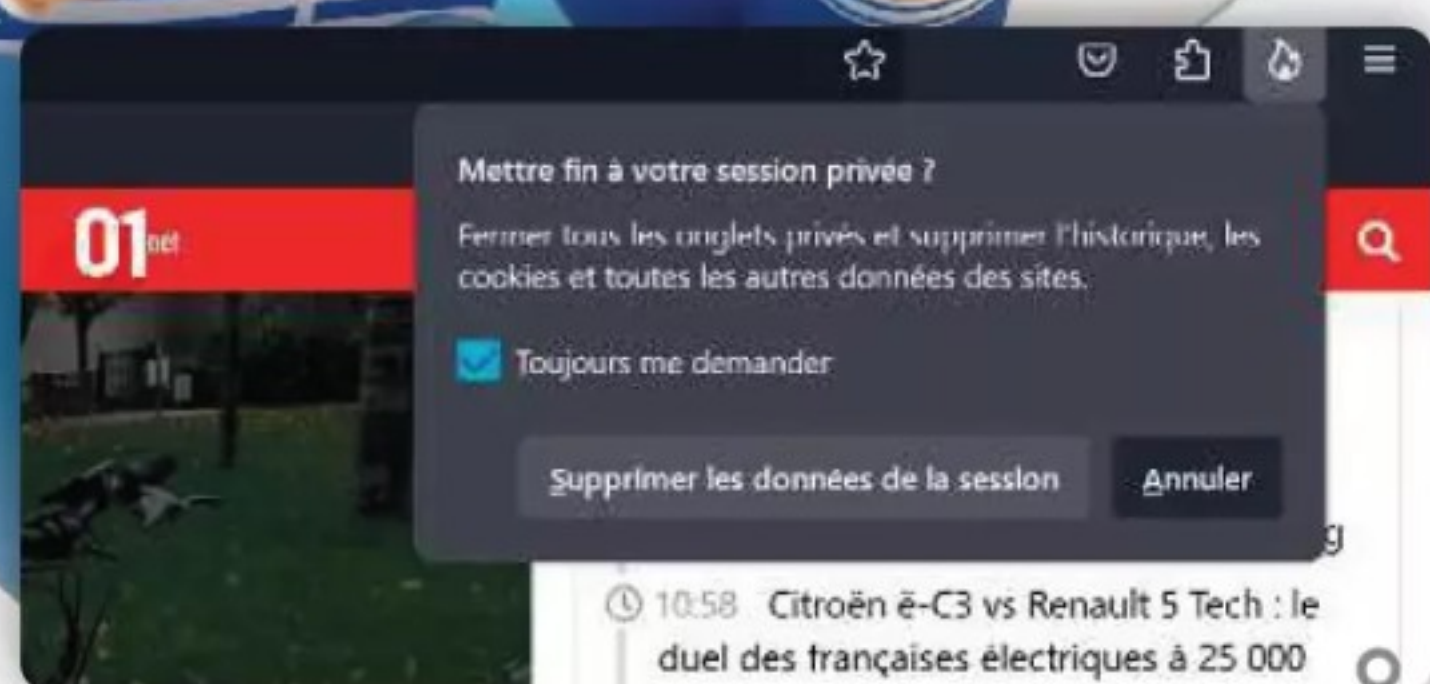 01net
Mettre fin à votre session privée ?
Fermer tous les onglets privés et supprimer l'historique, les
cookies et toutes les autres données des sites.
Toujours me demander
Supprimer les données de la session
Annuler
g
10:58 Citroën ë-C3 vs Renault 5 Tech : le
duel des françaises électriques à 25 000